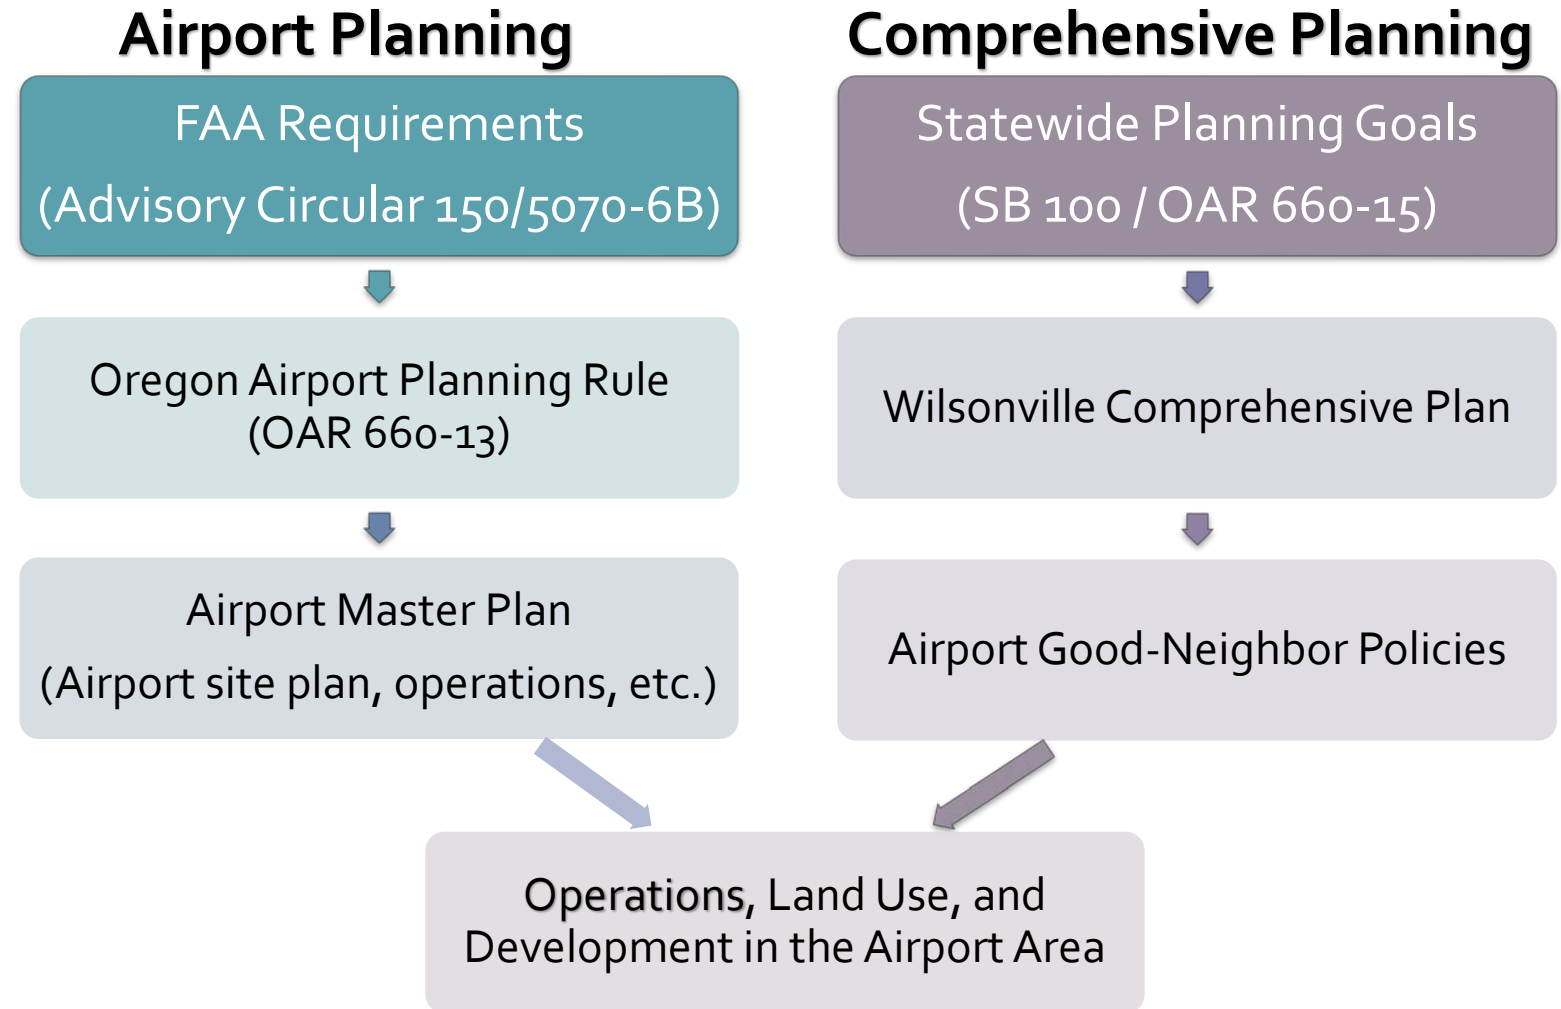 Airport Planning
FAA Requirements
(Advisory Circular 150/5070-6B)
Oregon Airport Planning Rule
(OAR 660-13)
Airport Master Plan
(Airport site plan, operations, etc.)
Comprehensive Planning
Statewide Planning Goals
(SB 100 / OAR 660-15)
Wilsonville Comprehensive Plan
Airport Good-Neighbor Policies
Operations, Land Use, and
Development in the Airport Area